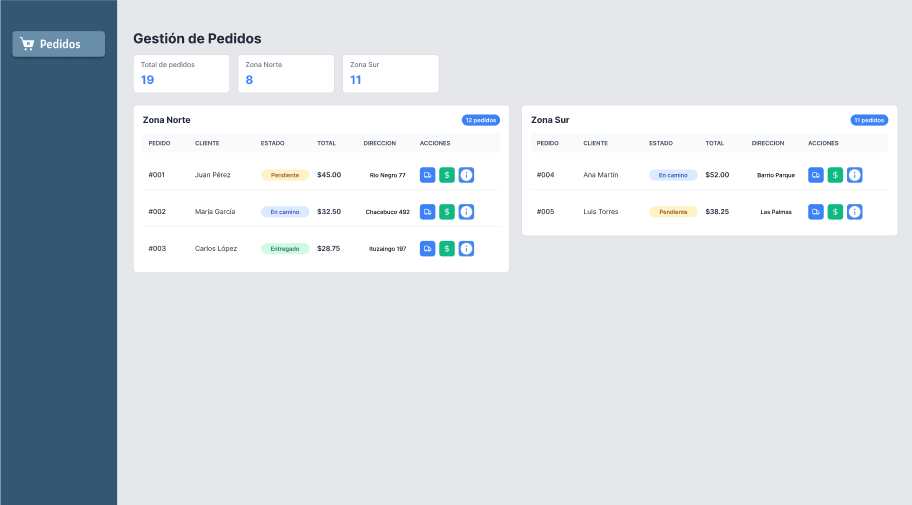 Pedidos
Gestión de Pedidos
Total de pedidos
19
Zona Norte
8
Zona Sur
11
Zona Norte
12 pedidos
PEDIDO CLIENTE ESTADO TOTAL DIRECCION ACCIONES
#001 Juan Pérez Pendiente $45.00 Rio Negro 77
#002 María García En camino $32.50 Chacabuco 492
#003 Carlos López Entregado $28.75 Ituzaingo 197
Zona Sur
11 pedidos
PEDIDO CLIENTE ESTADO TOTAL DIRECCION ACCIONES
#004 Ana Martín En camino $52.00 Barrio Parque
#005 Luis Torres Pendiente $38.25 Las Palmas